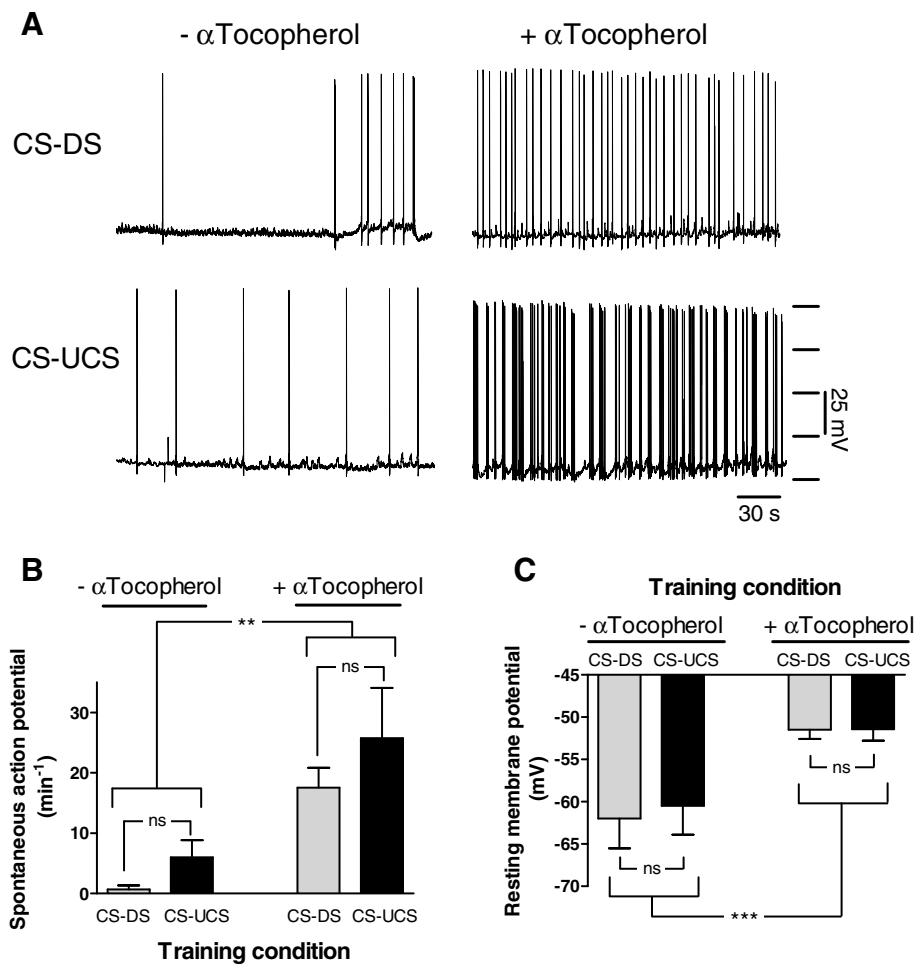 A
- αTocopherol
+ αTocopherol
CS-DS
CS-UCS
25 mV
30 s
B
- αTocopherol
+ αTocopherol
**
ns
ns
30
20
10
0
Spontaneous action potential
(min⁻¹)
CS-DS
CS-UCS
CS-DS
CS-UCS
Training condition
C
Training condition
- αTocopherol
+ αTocopherol
CS-DS
CS-UCS
CS-DS
CS-UCS
-45
-50
-55
-60
-65
-70
Resting membrane potential
(mV)
ns
ns
***